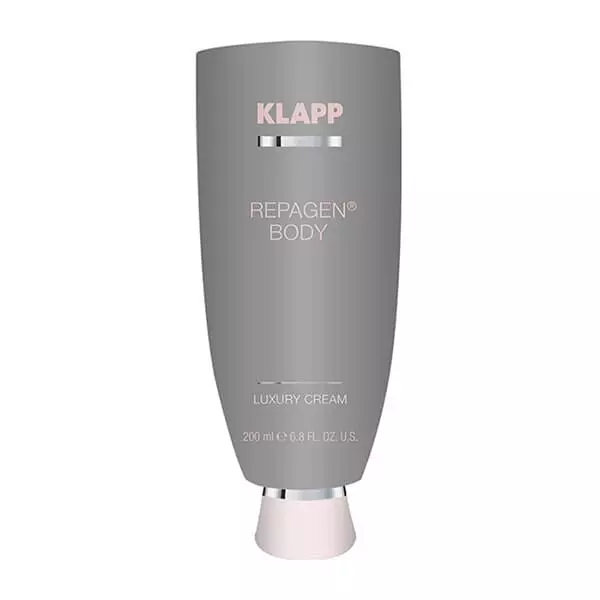 KLAPP
REPAGEN®
BODY
LUXURY CREAM
200 ml ℮ 6.8 FL. OZ. U.S.